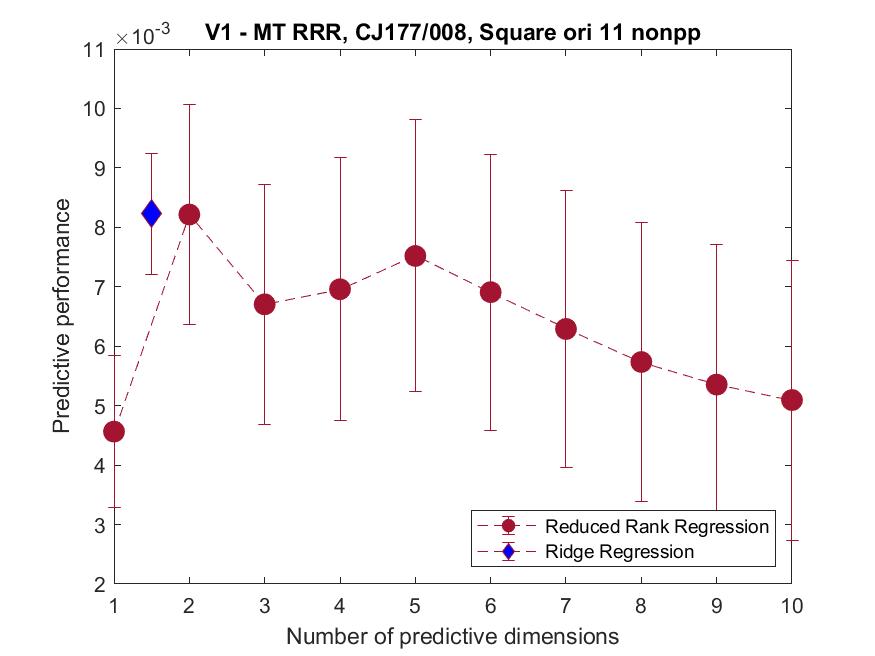 V1 - MT RRR, CJ177/008, Square ori 11 nonpp
×10-3
11
10
9
8
7
6
5
4
3
2
Predictive performance
1 2 3 4 5 6 7 8 9 10
Number of predictive dimensions
Reduced Rank Regression
Ridge Regression